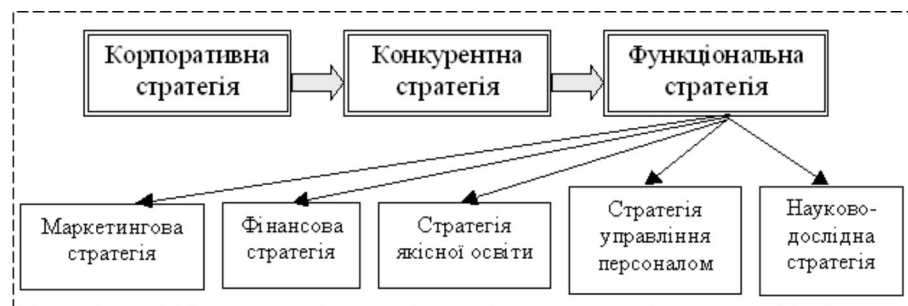 Корпоративна
стратегія
Конкурентна
стратегія
Функціональна
стратегія
Маркетингова
стратегія
Фінансова
стратегія
Стратегія
якісної освіти
Стратегія
управління
персоналом
Науково-
дослідна
стратегія